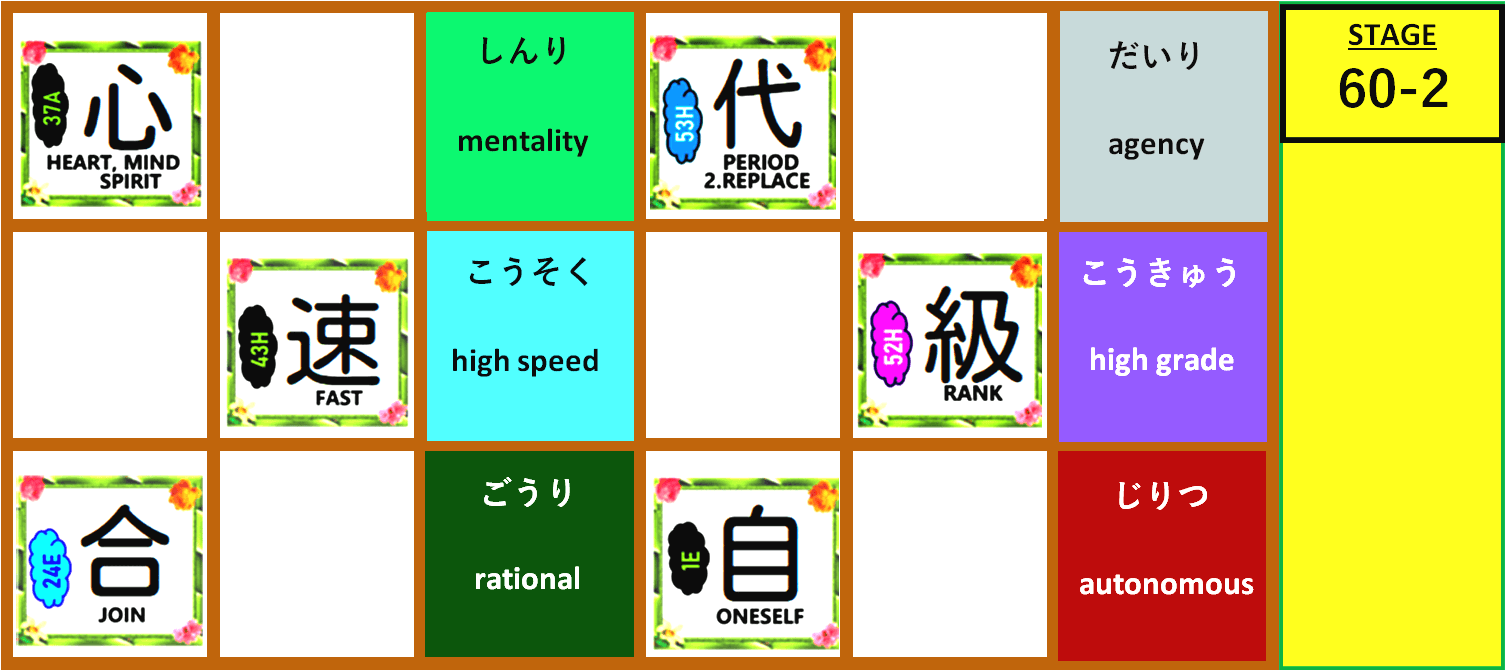 37A
心
HEART, MIND
SPIRIT
しんり
mentality
53H
代
PERIOD
2.REPLACE
だいり
agency
STAGE
60-2
43H
速
FAST
こうそく
high speed
52H
級
RANK
こうきゅう
high grade
24E
合
JOIN
ごうり
rational
1E
自
ONESELF
じりつ
autonomous